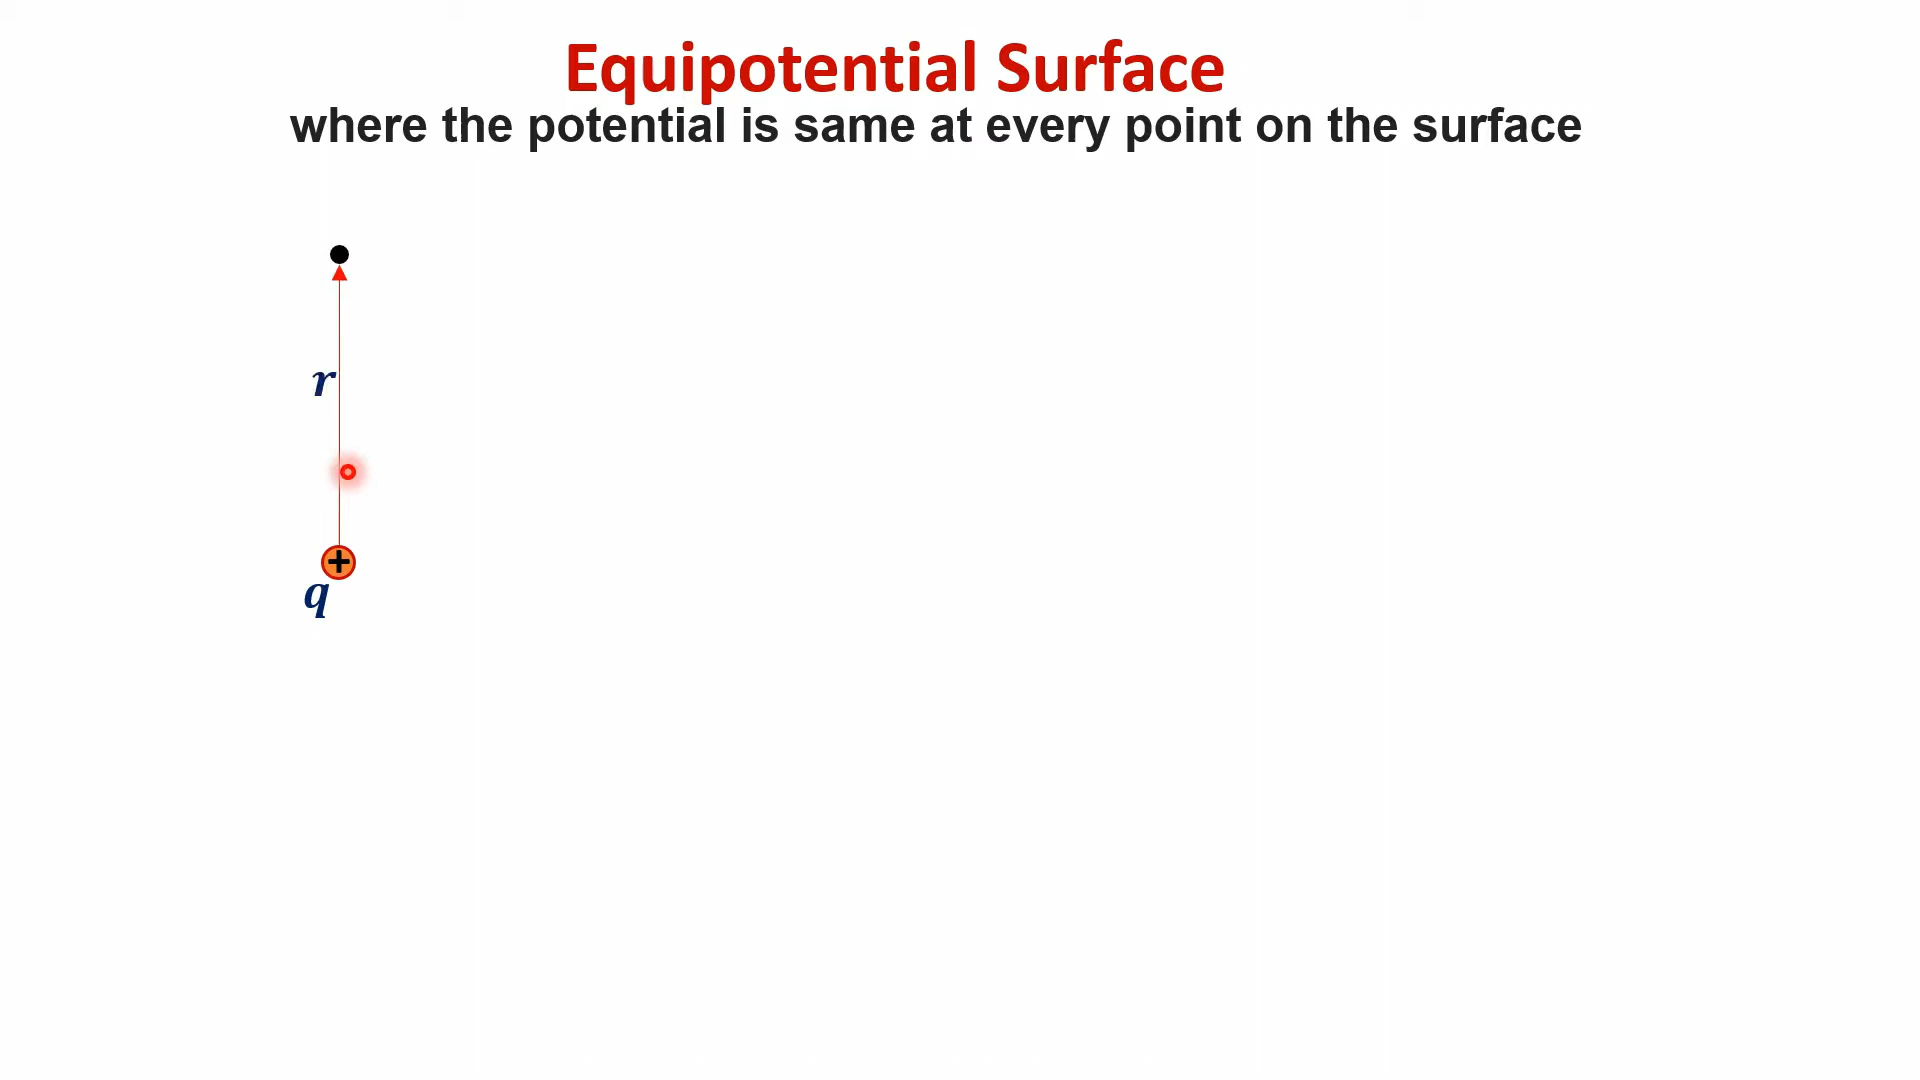 Equipotential Surface
where the potential is same at every point on the surface
r
+
q